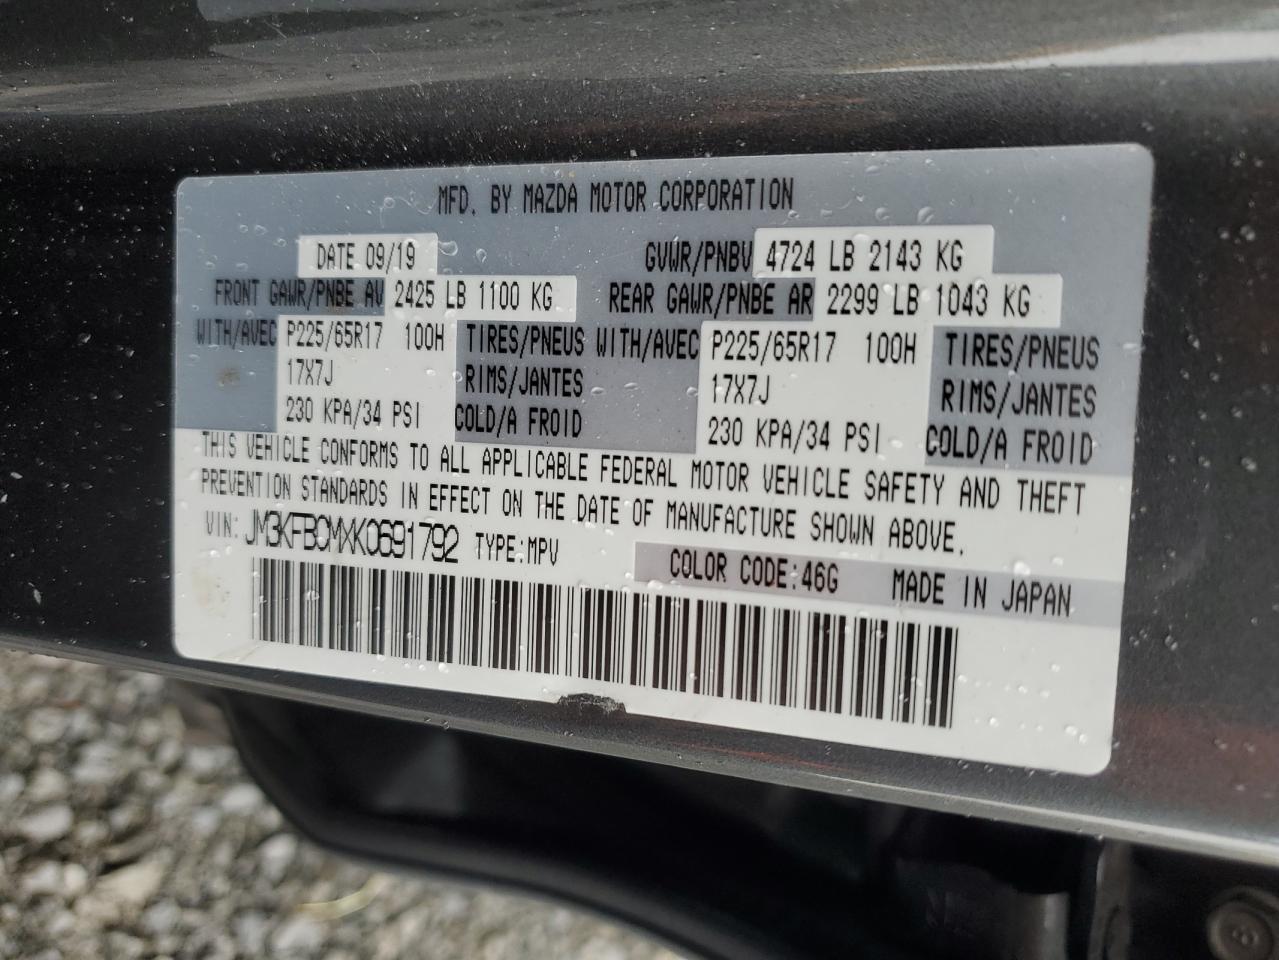 MFD. BY MAZDA MOTOR CORPORATION
DATE 09/19 GVWR/PNBV 4724 LB 2143 KG
FRONT GAWR/PNBE AV 2425 LB 1100 KG REAR GAWR/PNBE AR 2299 LB 1043 KG
WITH/AVEC P225/65R17 100H TIRES/PNEUS WITH/AVEC P225/65R17 100H TIRES/PNEUS
17X7J RIMS/JANTES 17X7J RIMS/JANTES
230 KPA/34 PSI COLD/A FROID 230 KPA/34 PSI COLD/A FROID
THIS VEHICLE CONFORMS TO ALL APPLICABLE FEDERAL MOTOR VEHICLE SAFETY AND THEFT
PREVENTION STANDARDS IN EFFECT ON THE DATE OF MANUFACTURE SHOWN ABOVE.
VIN: JM3KFBCMXK0691792 TYPE:MPV COLOR CODE:46G MADE IN JAPAN